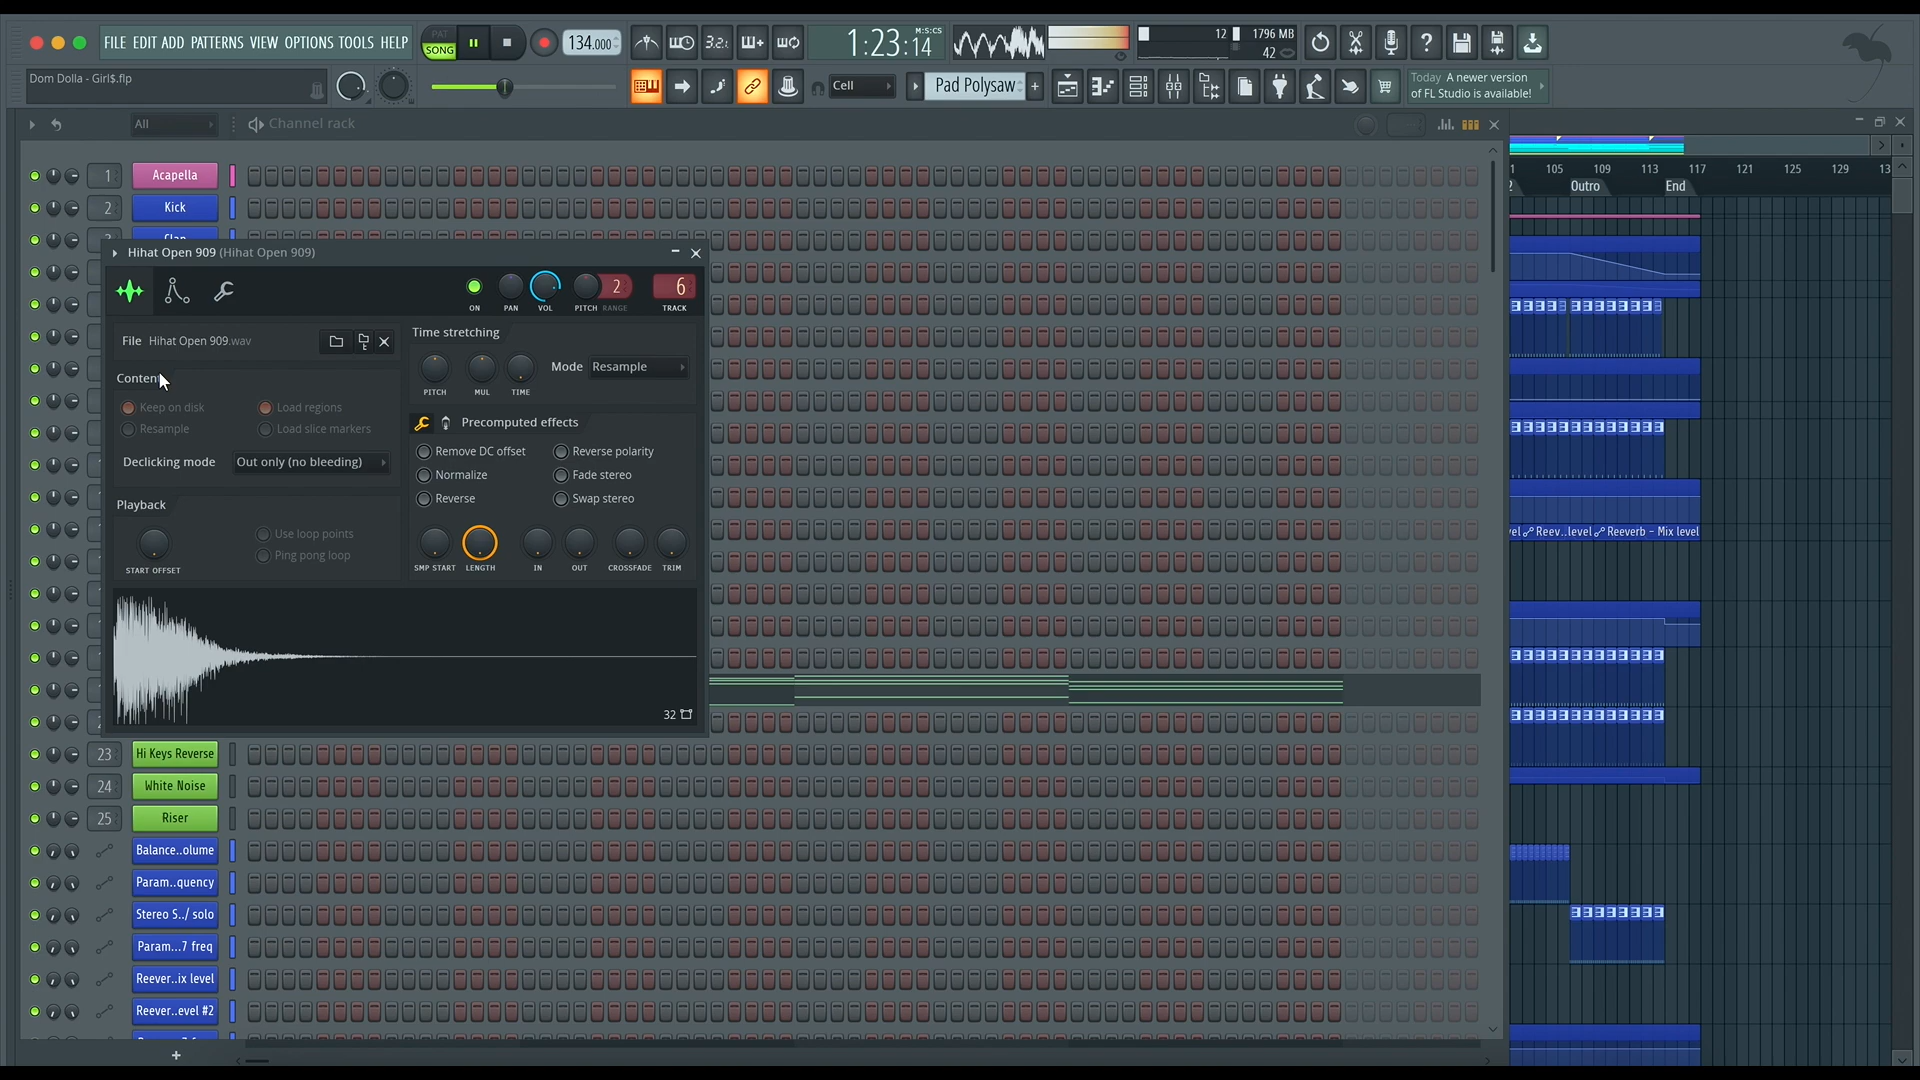 FILE EDIT ADD PATTERNS VIEW OPTIONS TOOLS HELP
PAT
SONG
134.000
3.2.
1:23:14
M:S:CS
12
1796 MB
42
Dom Dolla - Girl$.flp
Cell
Pad Polysaw
Today A newer version
of FL Studio is available!
All
Channel rack
1 Acapella
2 Kick
Clap
105 109 113 117 121 125 129
Outro End
Hihat Open 909 (Hihat Open 909)
2
6
ON PAN VOL PITCH RANGE TRACK
File Hihat Open 909.wav
Time stretching
PITCH MUL TIME
Mode Resample
Content
Keep on disk
Load regions
Resample
Load slice markers
Declicking mode
Out only (no bleeding)
Precomputed effects
Remove DC offset
Reverse polarity
Normalize
Fade stereo
Reverse
Swap stereo
Playback
Use loop points
Ping pong loop
START OFFSET
SMP START LENGTH IN OUT CROSSFADE TRIM
32
Reev..level
Reeverb - Mix level
23 Hi Keys Reverse
24 White Noise
25 Riser
Balance..olume
Param..quency
Stereo S../ solo
Param...7 freq
Reever..ix level
Reever..evel #2